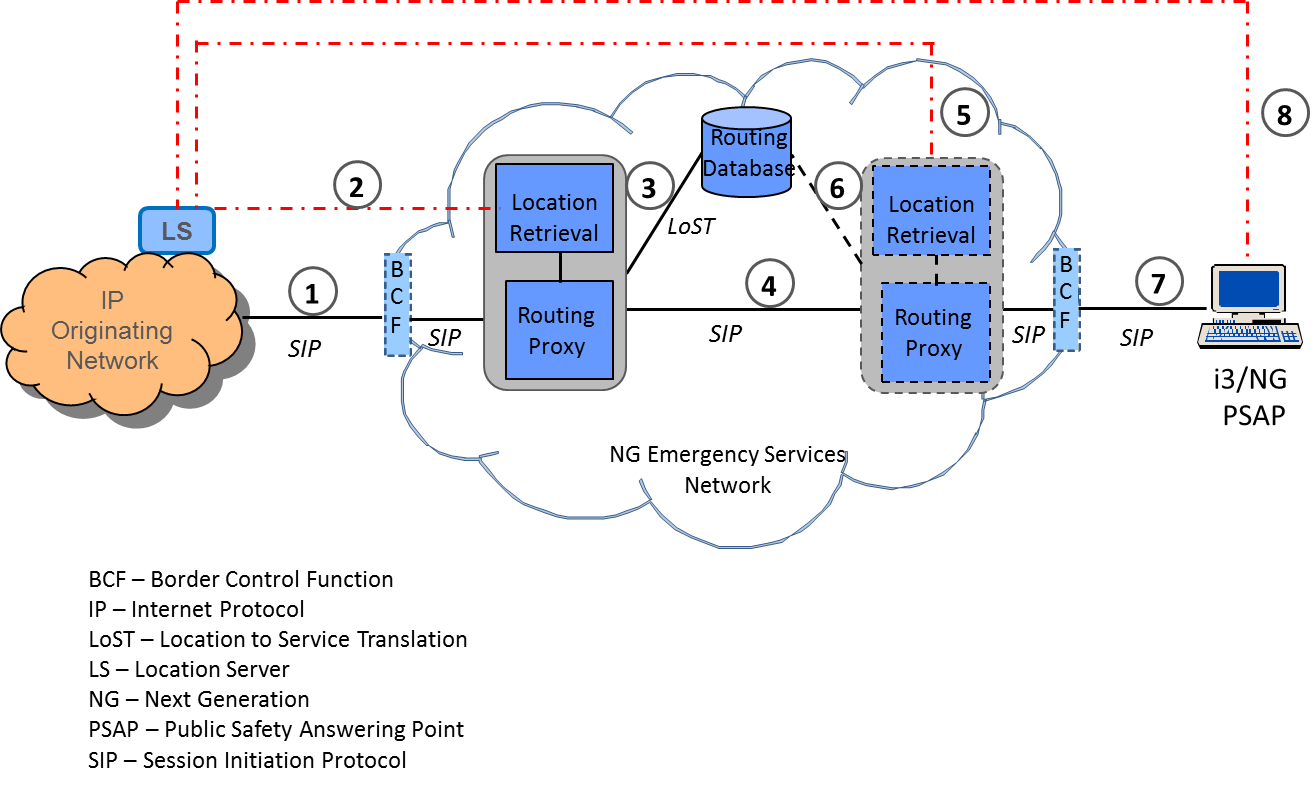 8
5
Routing
Database
2
3
6
LoST
Location
Retrieval
Location
Retrieval
LS
IP
Originating
Network
1
SIP
B
C
F
SIP
Routing
Proxy
4
SIP
Routing
Proxy
SIP
B
C
F
7
SIP
i3/NG
PSAP
NG Emergency Services
Network
BCF – Border Control Function
IP – Internet Protocol
LoST – Location to Service Translation
LS – Location Server
NG – Next Generation
PSAP – Public Safety Answering Point
SIP – Session Initiation Protocol